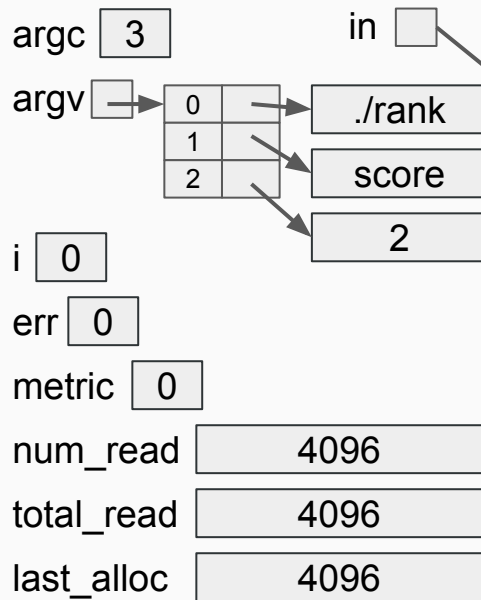 argc 3 in
argv 0 ./rank
1 score
2 2
i 0
err 0
metric 0
num_read 4096
total_read 4096
last_alloc 4096